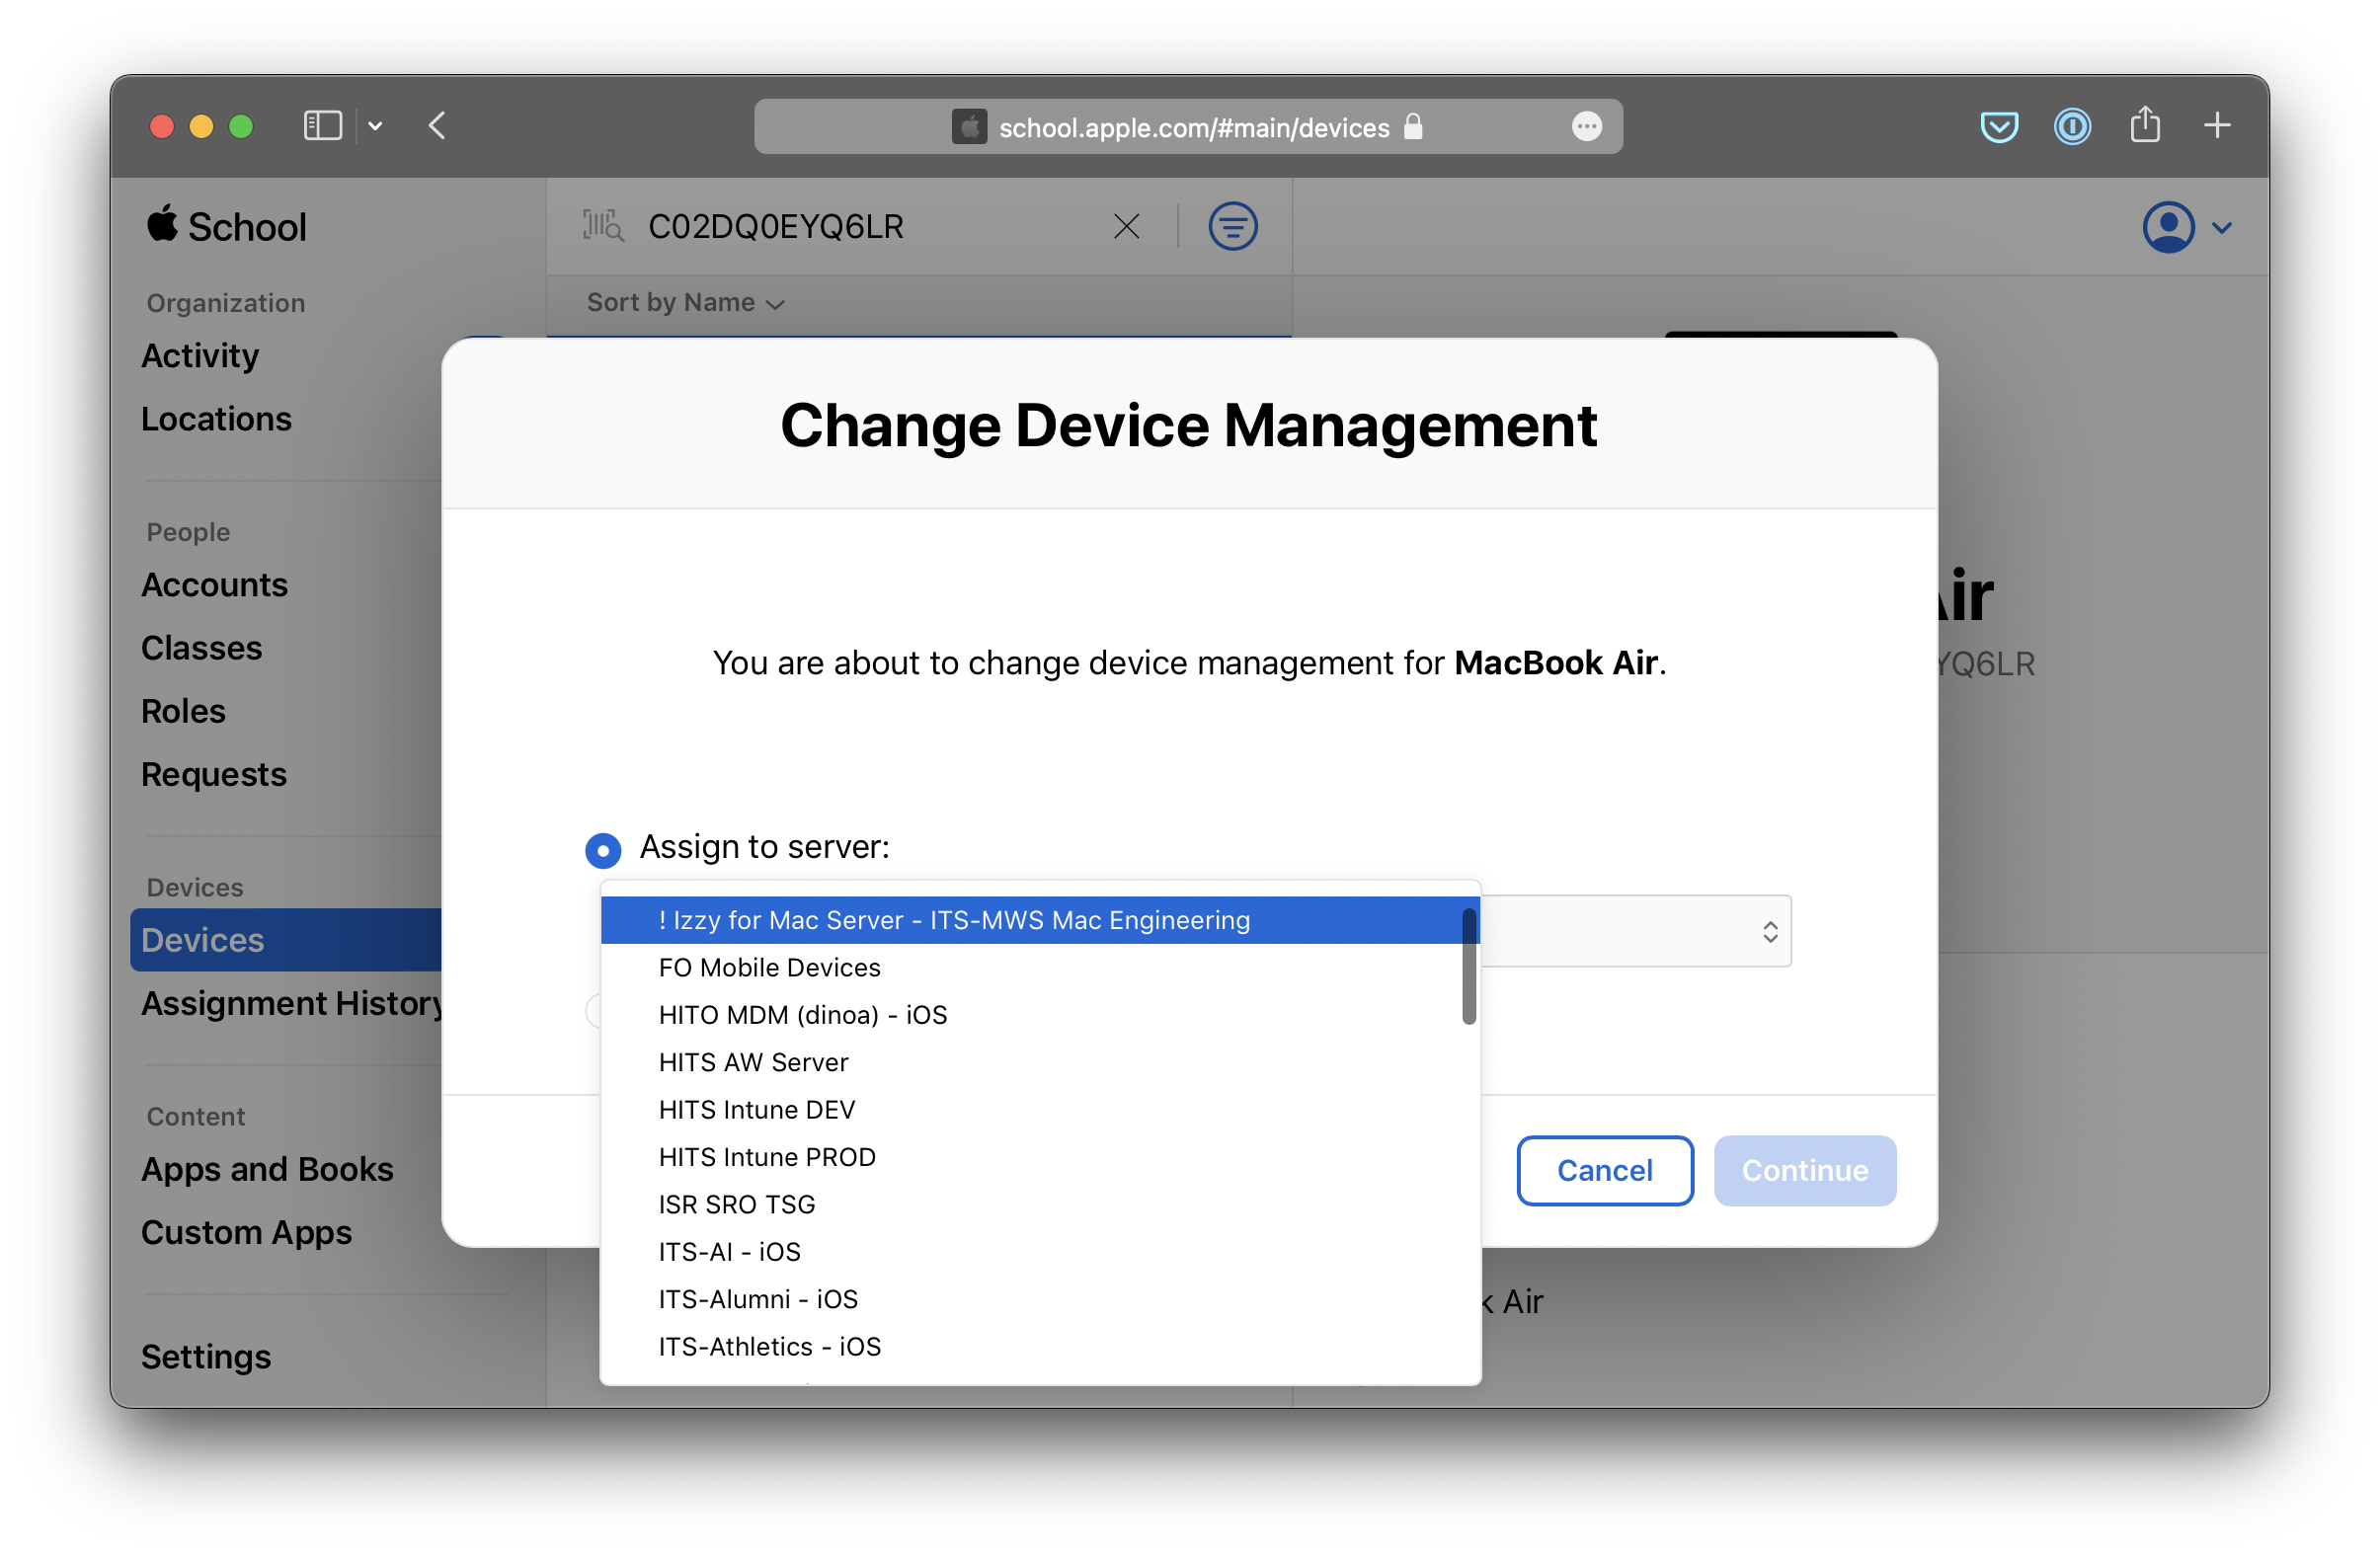 school.apple.com/#main/devices
School
C02DQ0EYQ6LR
Organization
Sort by Name
Activity
Locations
Change Device Management
People
Accounts
Air
Classes
You are about to change device management for MacBook Air.
YQ6LR
Roles
Requests
Assign to server:
Devices
Devices
! Izzy for Mac Server - ITS-MWS Mac Engineering
FO Mobile Devices
Assignment History
HITO MDM (dinoa) - iOS
HITS AW Server
Content
HITS Intune DEV
Apps and Books
HITS Intune PROD
Cancel
Continue
ISR SRO TSG
Custom Apps
ITS-AI - iOS
ITS-Alumni - iOS
k Air
Settings
ITS-Athletics - iOS